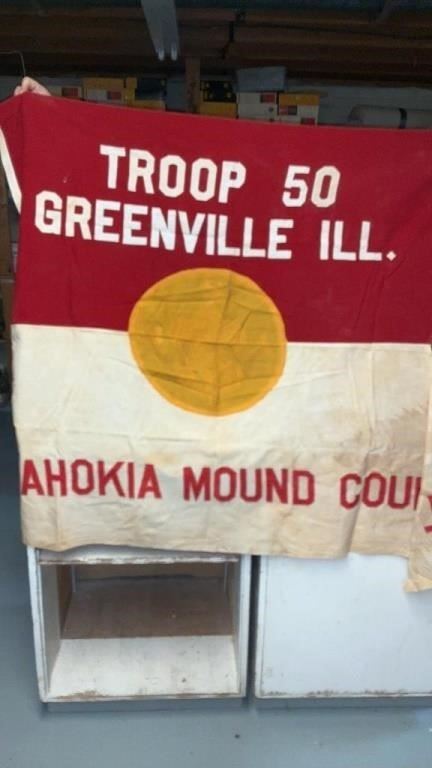 TROOP 50
GREENVILLE ILL.
AHOKIA MOUND COU